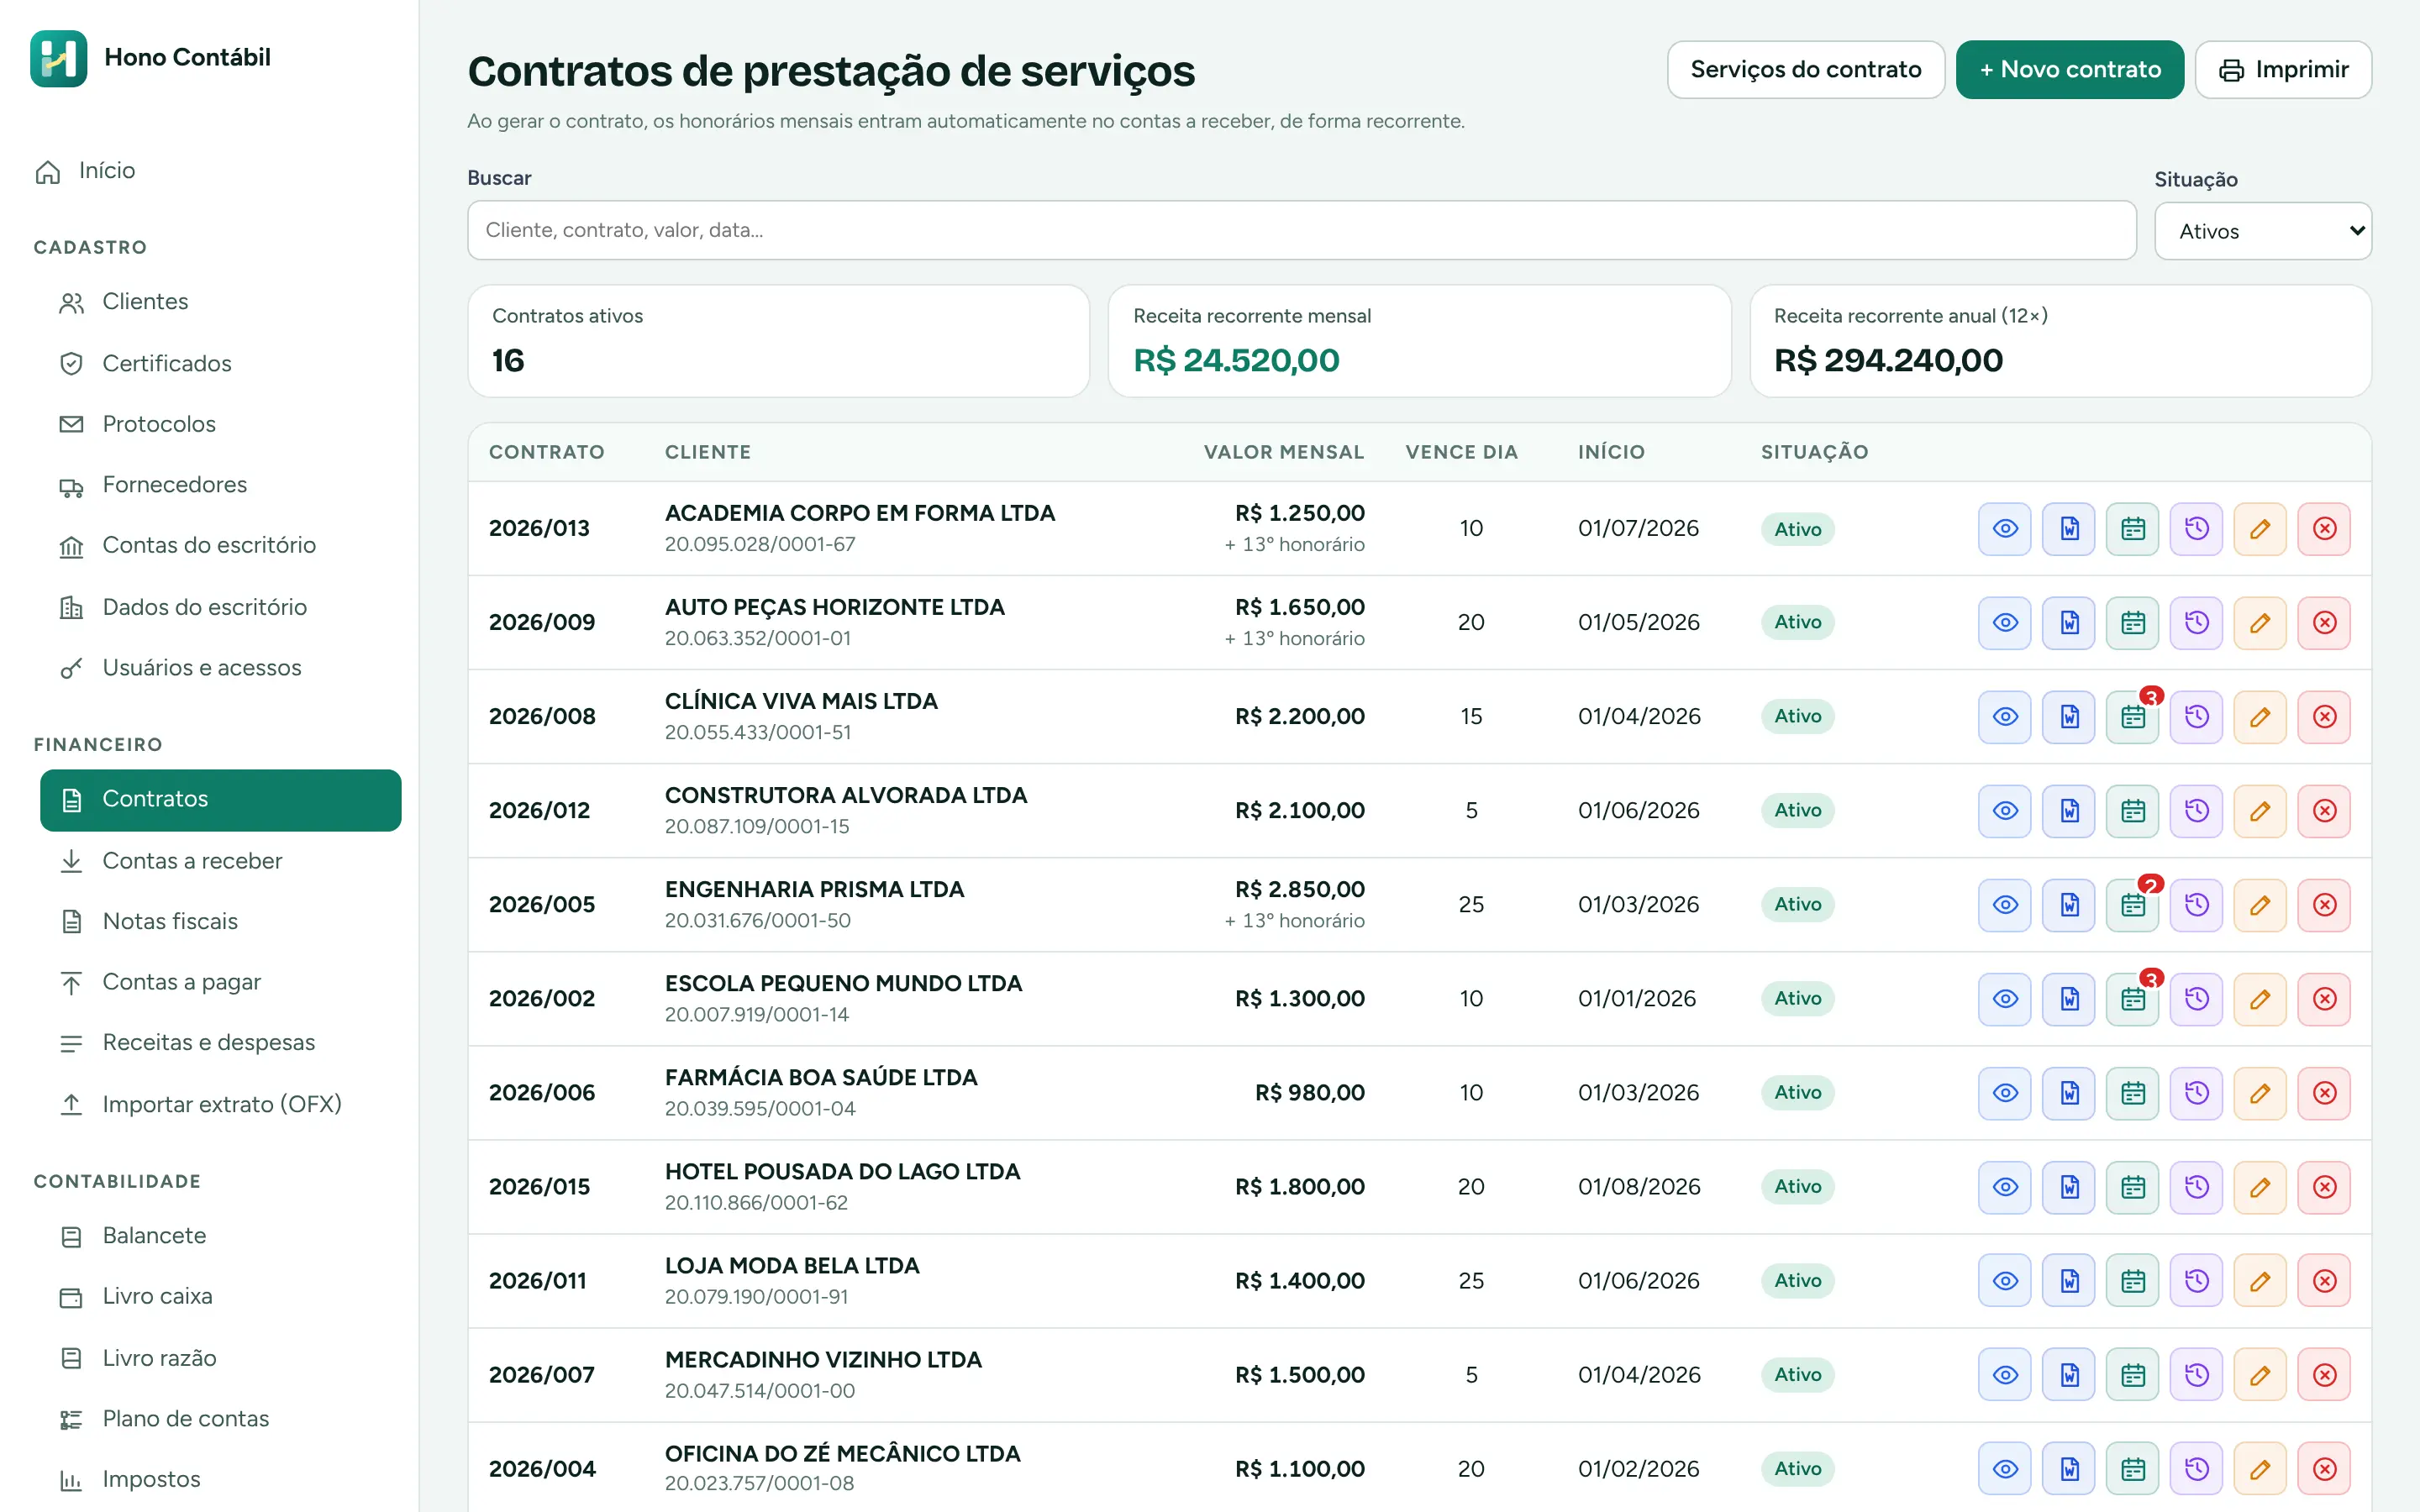 Hono Contábil
Início
CADASTRO
Clientes
Certificados
Protocolos
Fornecedores
Contas do escritório
Dados do escritório
Usuários e acessos
FINANCEIRO
Contratos
Contas a receber
Notas fiscais
Contas a pagar
Receitas e despesas
Importar extrato (OFX)
CONTABILIDADE
Balancete
Livro caixa
Livro razão
Plano de contas
Impostos
Contratos de prestação de serviços
Ao gerar o contrato, os honorários mensais entram automaticamente no contas a receber, de forma recorrente.
Serviços do contrato
+ Novo contrato
Imprimir
Buscar
Cliente, contrato, valor, data...
Situação
Ativos
Contratos ativos
16
Receita recorrente mensal
R$ 24.520,00
Receita recorrente anual (12×)
R$ 294.240,00
CONTRATO CLIENTE VALOR MENSAL VENCE DIA INÍCIO SITUAÇÃO
2026/013 ACADEMIA CORPO EM FORMA LTDA R$ 1.250,00 10 01/07/2026 Ativo
20.095.028/0001-67 + 13º honorário
2026/009 AUTO PEÇAS HORIZONTE LTDA R$ 1.650,00 20 01/05/2026 Ativo
20.063.352/0001-01 + 13º honorário
2026/008 CLÍNICA VIVA MAIS LTDA R$ 2.200,00 15 01/04/2026 Ativo 3
20.055.433/0001-51
2026/012 CONSTRUTORA ALVORADA LTDA R$ 2.100,00 5 01/06/2026 Ativo
20.087.109/0001-15
2026/005 ENGENHARIA PRISMA LTDA R$ 2.850,00 25 01/03/2026 Ativo 2
20.031.676/0001-50 + 13º honorário
2026/002 ESCOLA PEQUENO MUNDO LTDA R$ 1.300,00 10 01/01/2026 Ativo 3
20.007.919/0001-14
2026/006 FARMÁCIA BOA SAÚDE LTDA R$ 980,00 10 01/03/2026 Ativo
20.039.595/0001-04
2026/015 HOTEL POUSADA DO LAGO LTDA R$ 1.800,00 20 01/08/2026 Ativo
20.110.866/0001-62
2026/011 LOJA MODA BELA LTDA R$ 1.400,00 25 01/06/2026 Ativo
20.079.190/0001-91
2026/007 MERCADINHO VIZINHO LTDA R$ 1.500,00 5 01/04/2026 Ativo
20.047.514/0001-00
2026/004 OFICINA DO ZÉ MECÂNICO LTDA R$ 1.100,00 20 01/02/2026 Ativo
20.023.757/0001-08